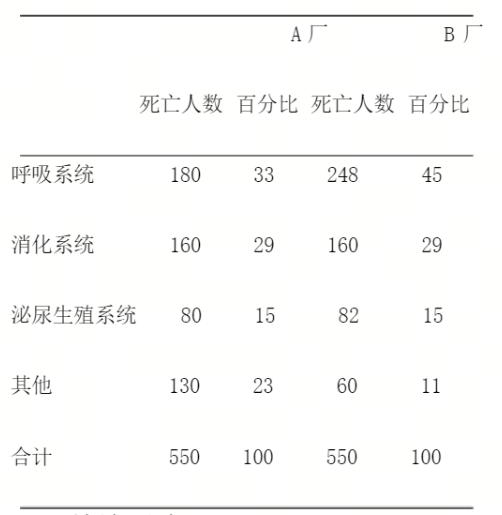 A 厂 B 厂
死亡人数 百分比 死亡人数 百分比
呼吸系统 180 33 248 45
消化系统 160 29 160 29
泌尿生殖系统 80 15 82 15
其他 130 23 60 11
合计 550 100 550 100